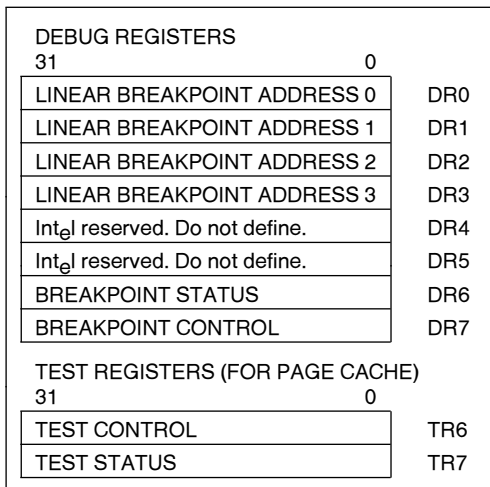 DEBUG REGISTERS
31 0
LINEAR BREAKPOINT ADDRESS 0 DR0
LINEAR BREAKPOINT ADDRESS 1 DR1
LINEAR BREAKPOINT ADDRESS 2 DR2
LINEAR BREAKPOINT ADDRESS 3 DR3
Intel reserved. Do not define. DR4
Intel reserved. Do not define. DR5
BREAKPOINT STATUS DR6
BREAKPOINT CONTROL DR7
TEST REGISTERS (FOR PAGE CACHE)
31 0
TEST CONTROL TR6
TEST STATUS TR7